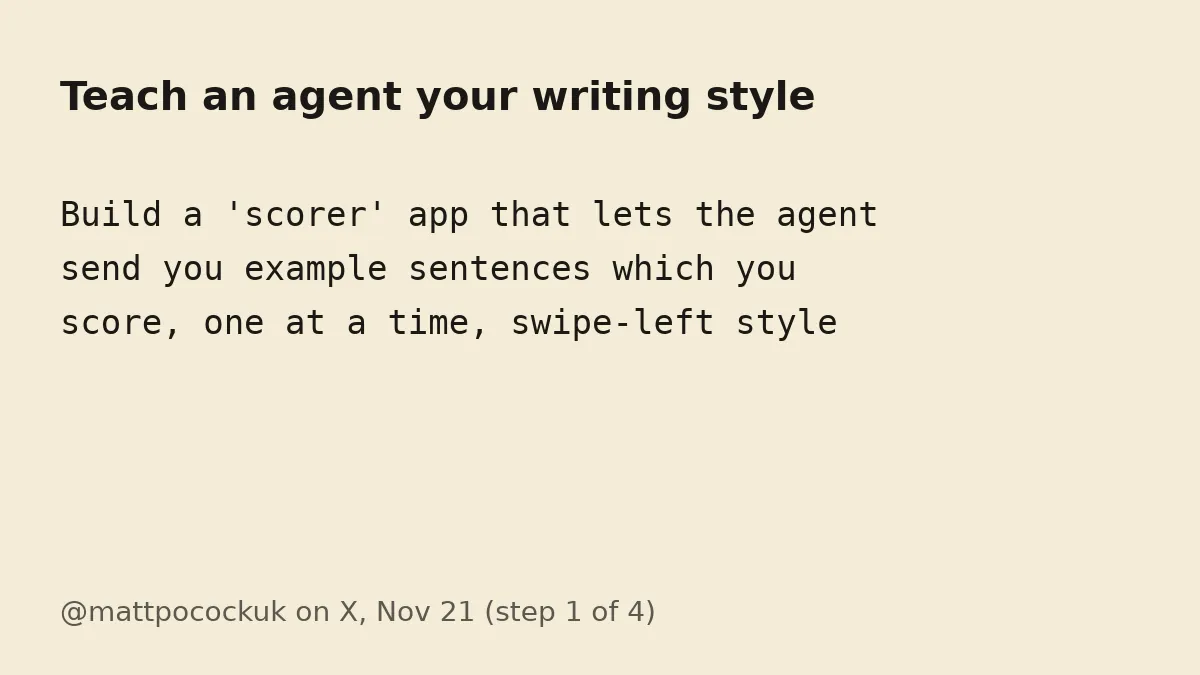 Teach an agent your writing style
Build a 'scorer' app that lets the agent
send you example sentences which you
score, one at a time, swipe-left style
@mattpocockuk on X, Nov 21 (step 1 of 4)